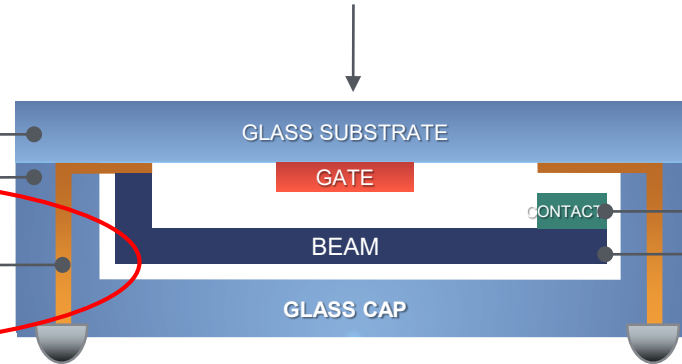 GLASS SUBSTRATE
GATE
CONTACT
BEAM
GLASS CAP